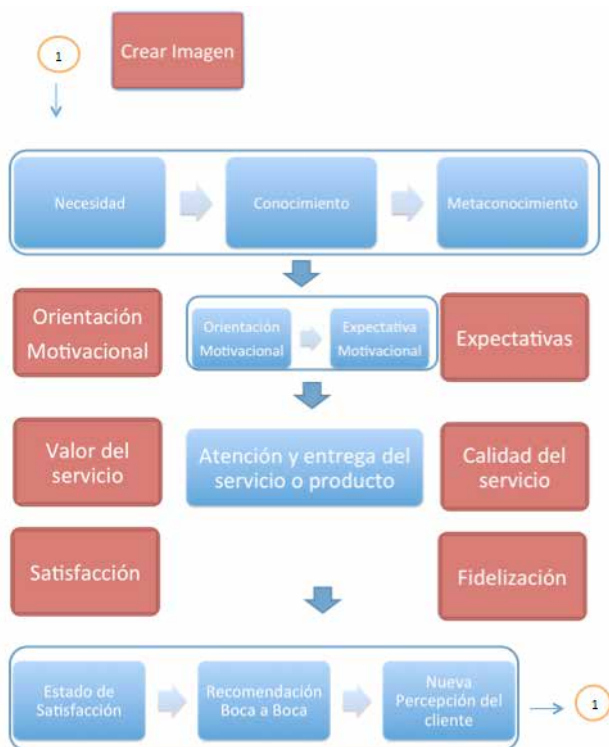 1
Crear Imagen
Necesidad
Conocimiento
Metaconocimiento
Orientación
Motivacional
Orientación
Motivacional
Expectativa
Motivacional
Expectativas
Valor del
servicio
Atención y entrega del
servicio o producto
Calidad del
servicio
Satisfacción
Fidelización
Estado de
Satisfacción
Recomendación
Boca a Boca
Nueva
Percepción del
cliente
1